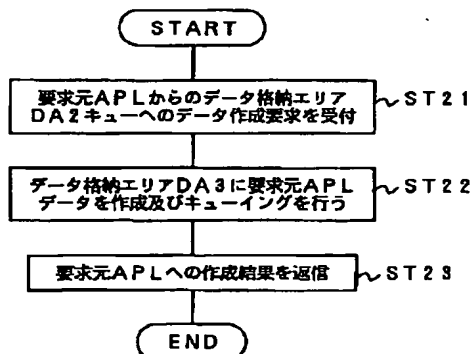 START
要求元APLからのデータ格納エリア
DA2キューへのデータ作成要求を受付
ST21
データ格納エリアDA3に要求元APL
データを作成及びキューイングを行う
ST22
要求元APLへの作成結果を返信
ST23
END